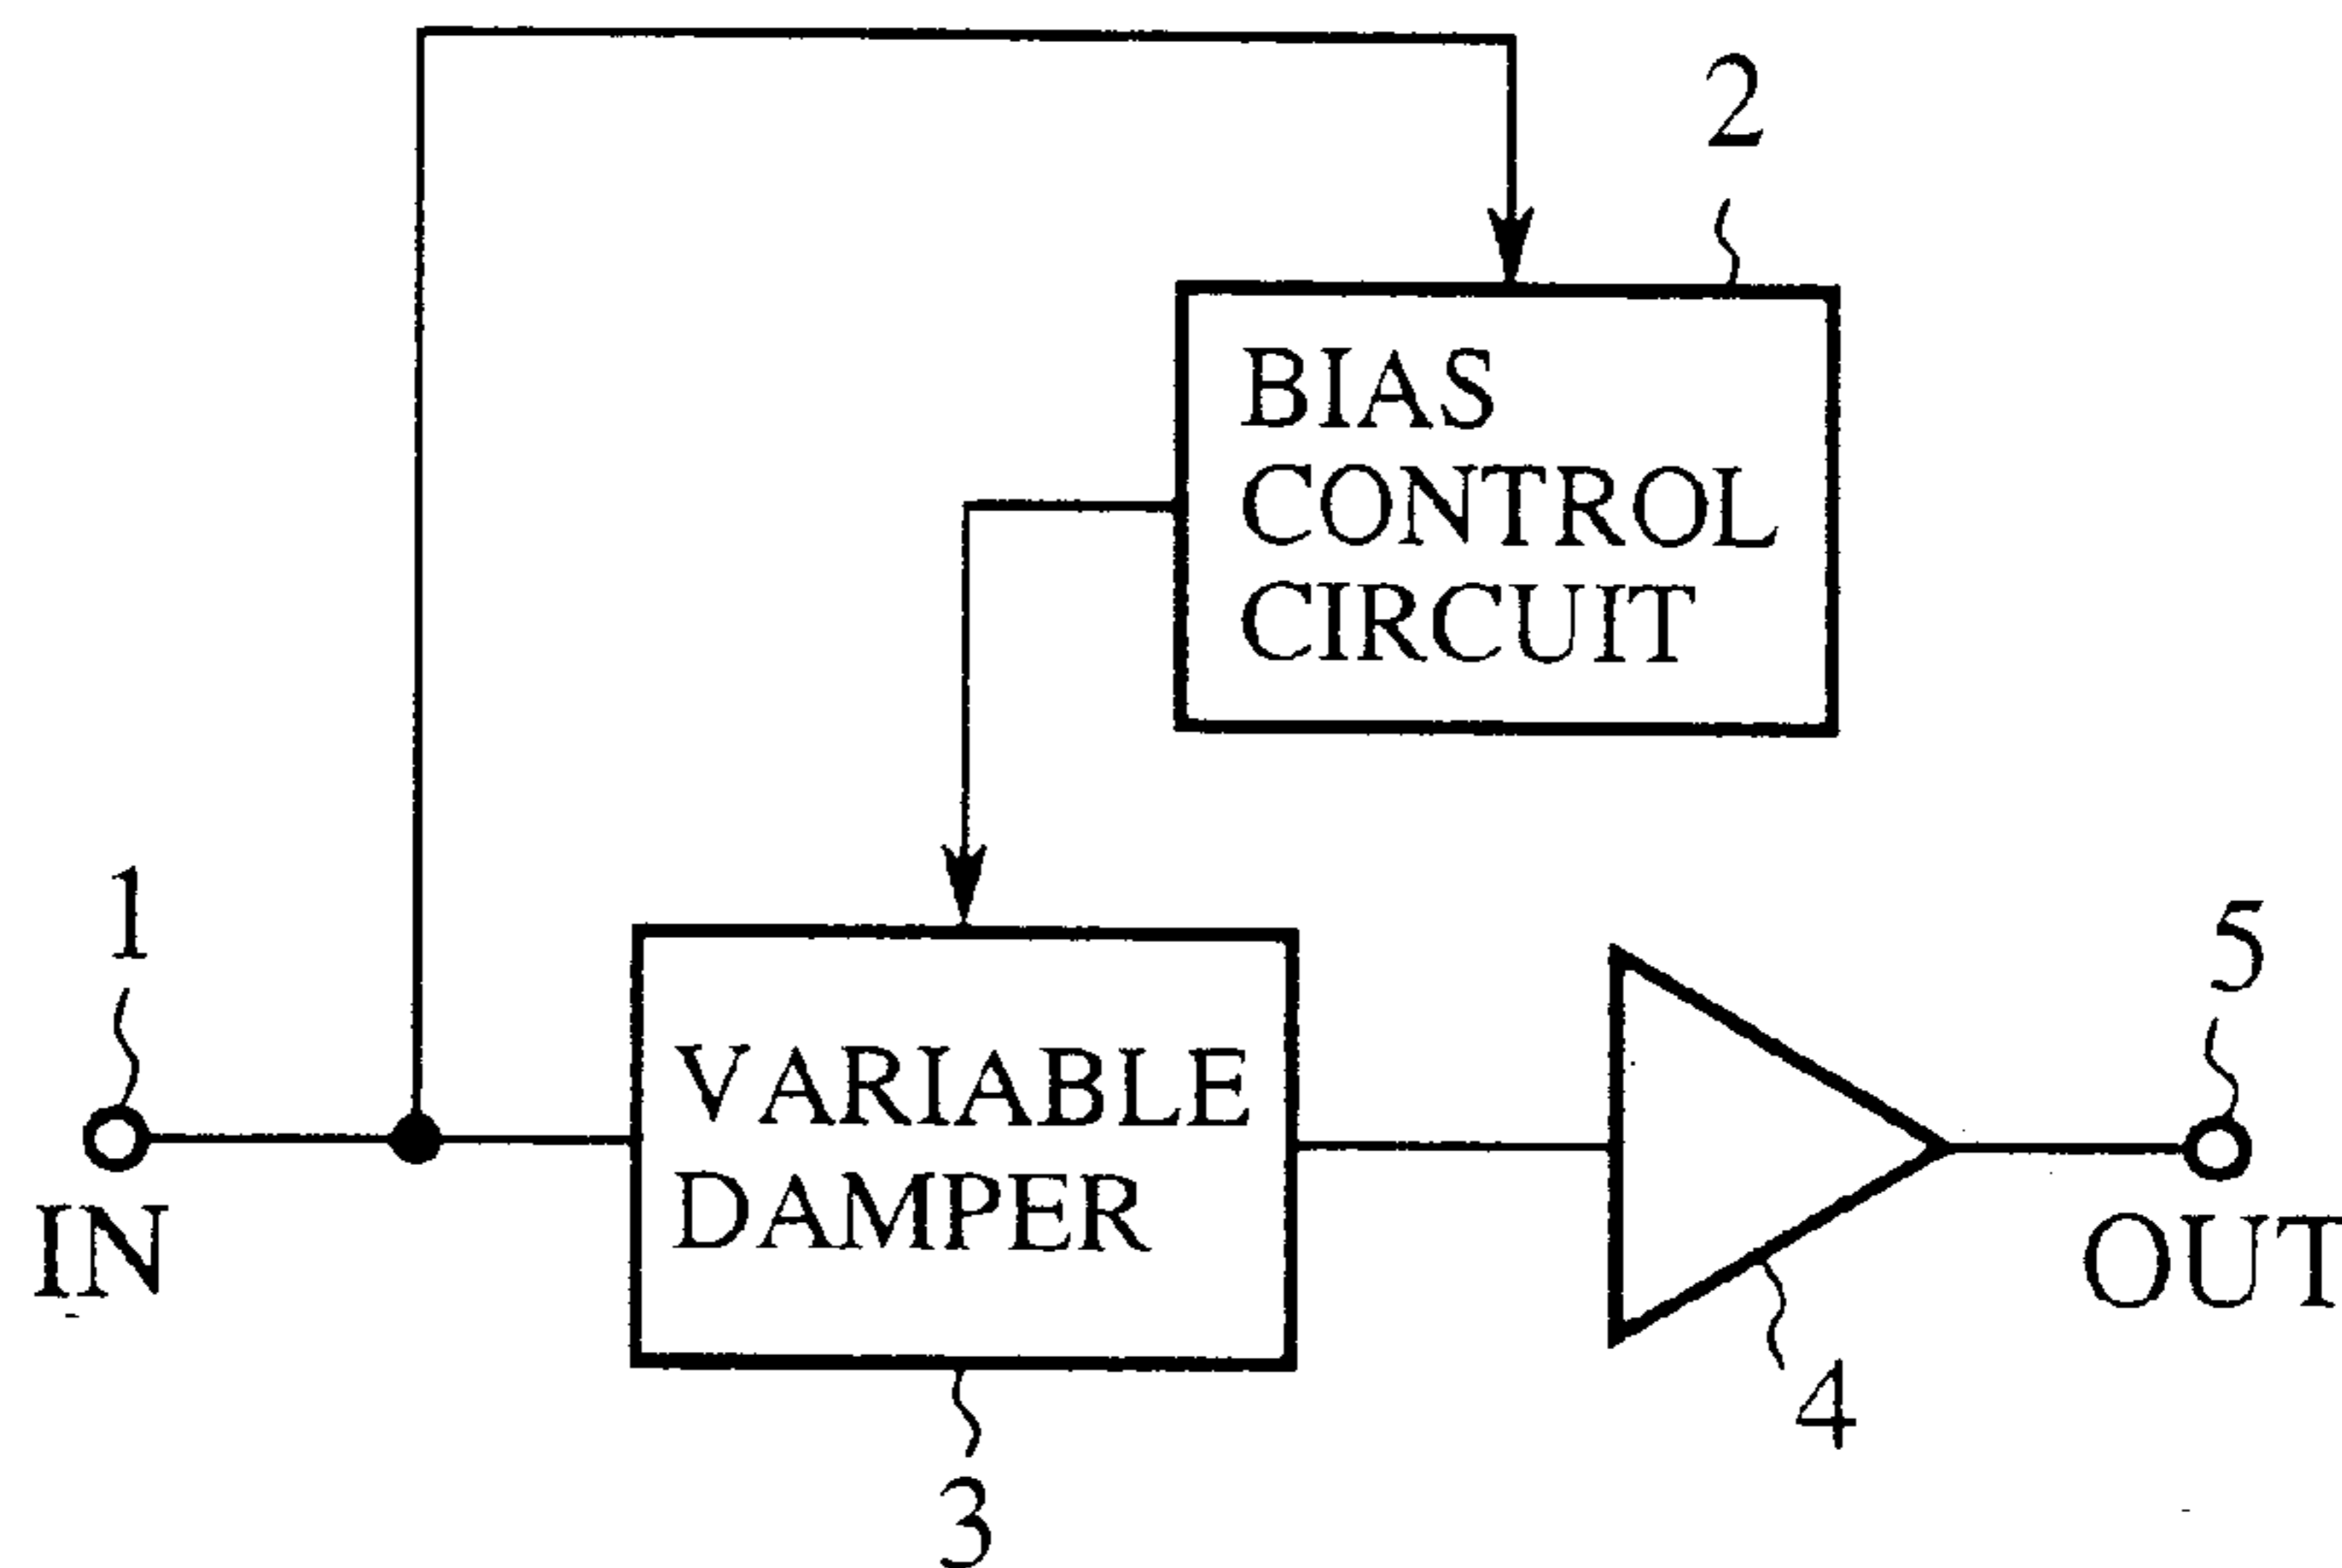 2
BIAS
CONTROL
CIRCUIT
1
IN
VARIABLE
DAMPER
3
4
5
OUT